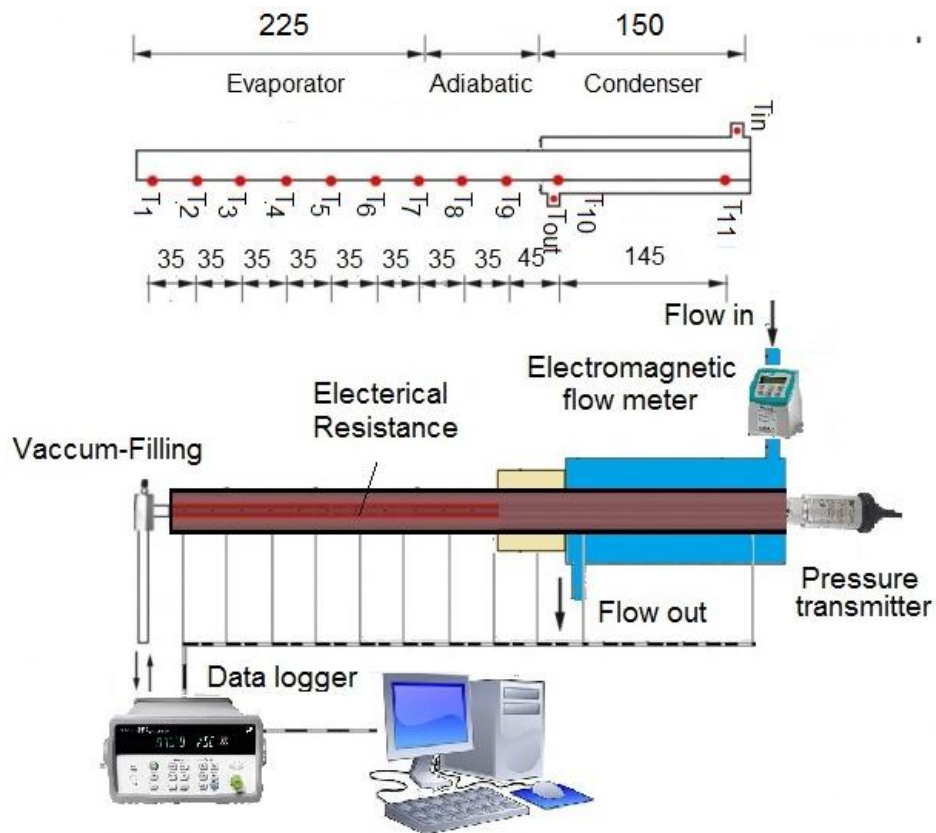 225
150
Evaporator
Adiabatic
Condenser
Tin
T1
T2
T3
T4
T5
T6
T7
T8
T9
Tout
T10
T11
35
35
35
35
35
35
35
35
45
145
Flow in
Electromagnetic
flow meter
Electerical
Resistance
Vaccum-Filling
Pressure
transmitter
Flow out
Data logger